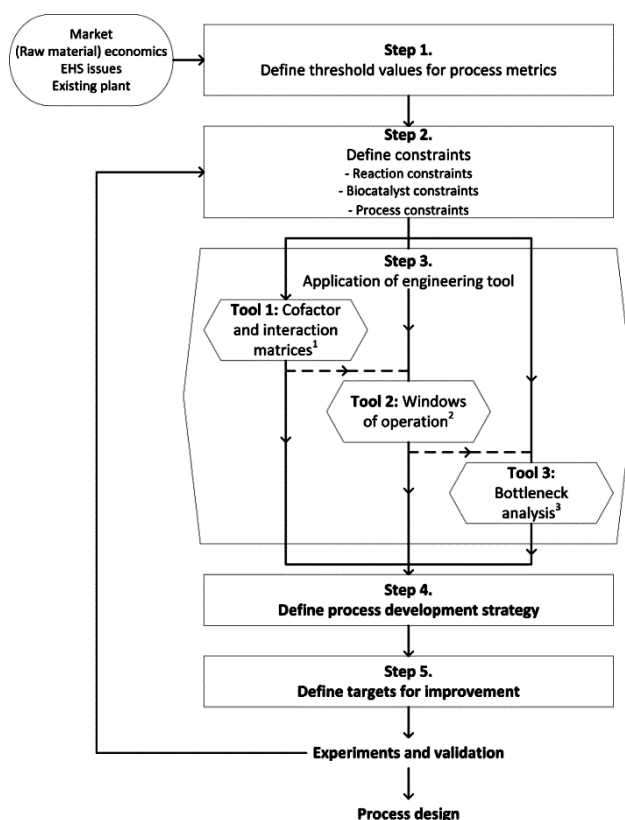 Market
(Raw material) economics
EHS issues
Existing plant
Step 1.
Define threshold values for process metrics
Step 2.
Define constraints
- Reaction constraints
- Biocatalyst constraints
- Process constraints
Step 3.
Application of engineering tool
Tool 1: Cofactor
and interaction
matrices¹
Tool 2: Windows
of operation²
Tool 3:
Bottleneck
analysis³
Step 4.
Define process development strategy
Step 5.
Define targets for improvement
Experiments and validation
Process design